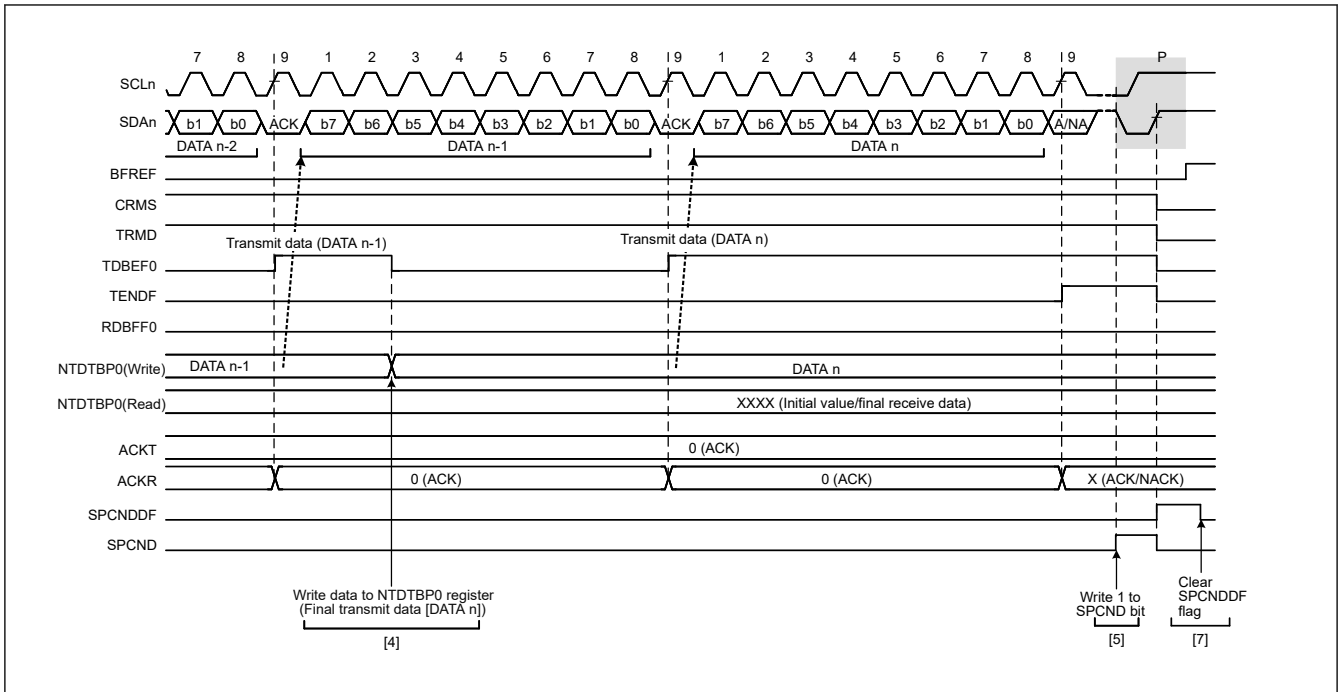 7 8 9 1 2 3 4 5 6 7 8 9 1 2 3 4 5 6 7 8 9 P
SCLn
SDAn b1 b0 ACK b7 b6 b5 b4 b3 b2 b1 b0 ACK b7 b6 b5 b4 b3 b2 b1 b0 A/NA
DATA n-2 DATA n-1 DATA n
BFREF
CRMS
TRMD
Transmit data (DATA n-1) Transmit data (DATA n)
TDBEF0
TENDF
RDBFF0
NTDTBP0(Write) DATA n-1 DATA n
NTDTBP0(Read) XXXX (Initial value/final receive data)
ACKT 0 (ACK)
ACKR 0 (ACK) 0 (ACK) X (ACK/NACK)
SPCNDDF
SPCND
Write data to NTDTBP0 register
(Final transmit data [DATA n])
[4]
Write 1 to
SPCND bit
[5]
Clear
SPCNDDF
flag
[7]